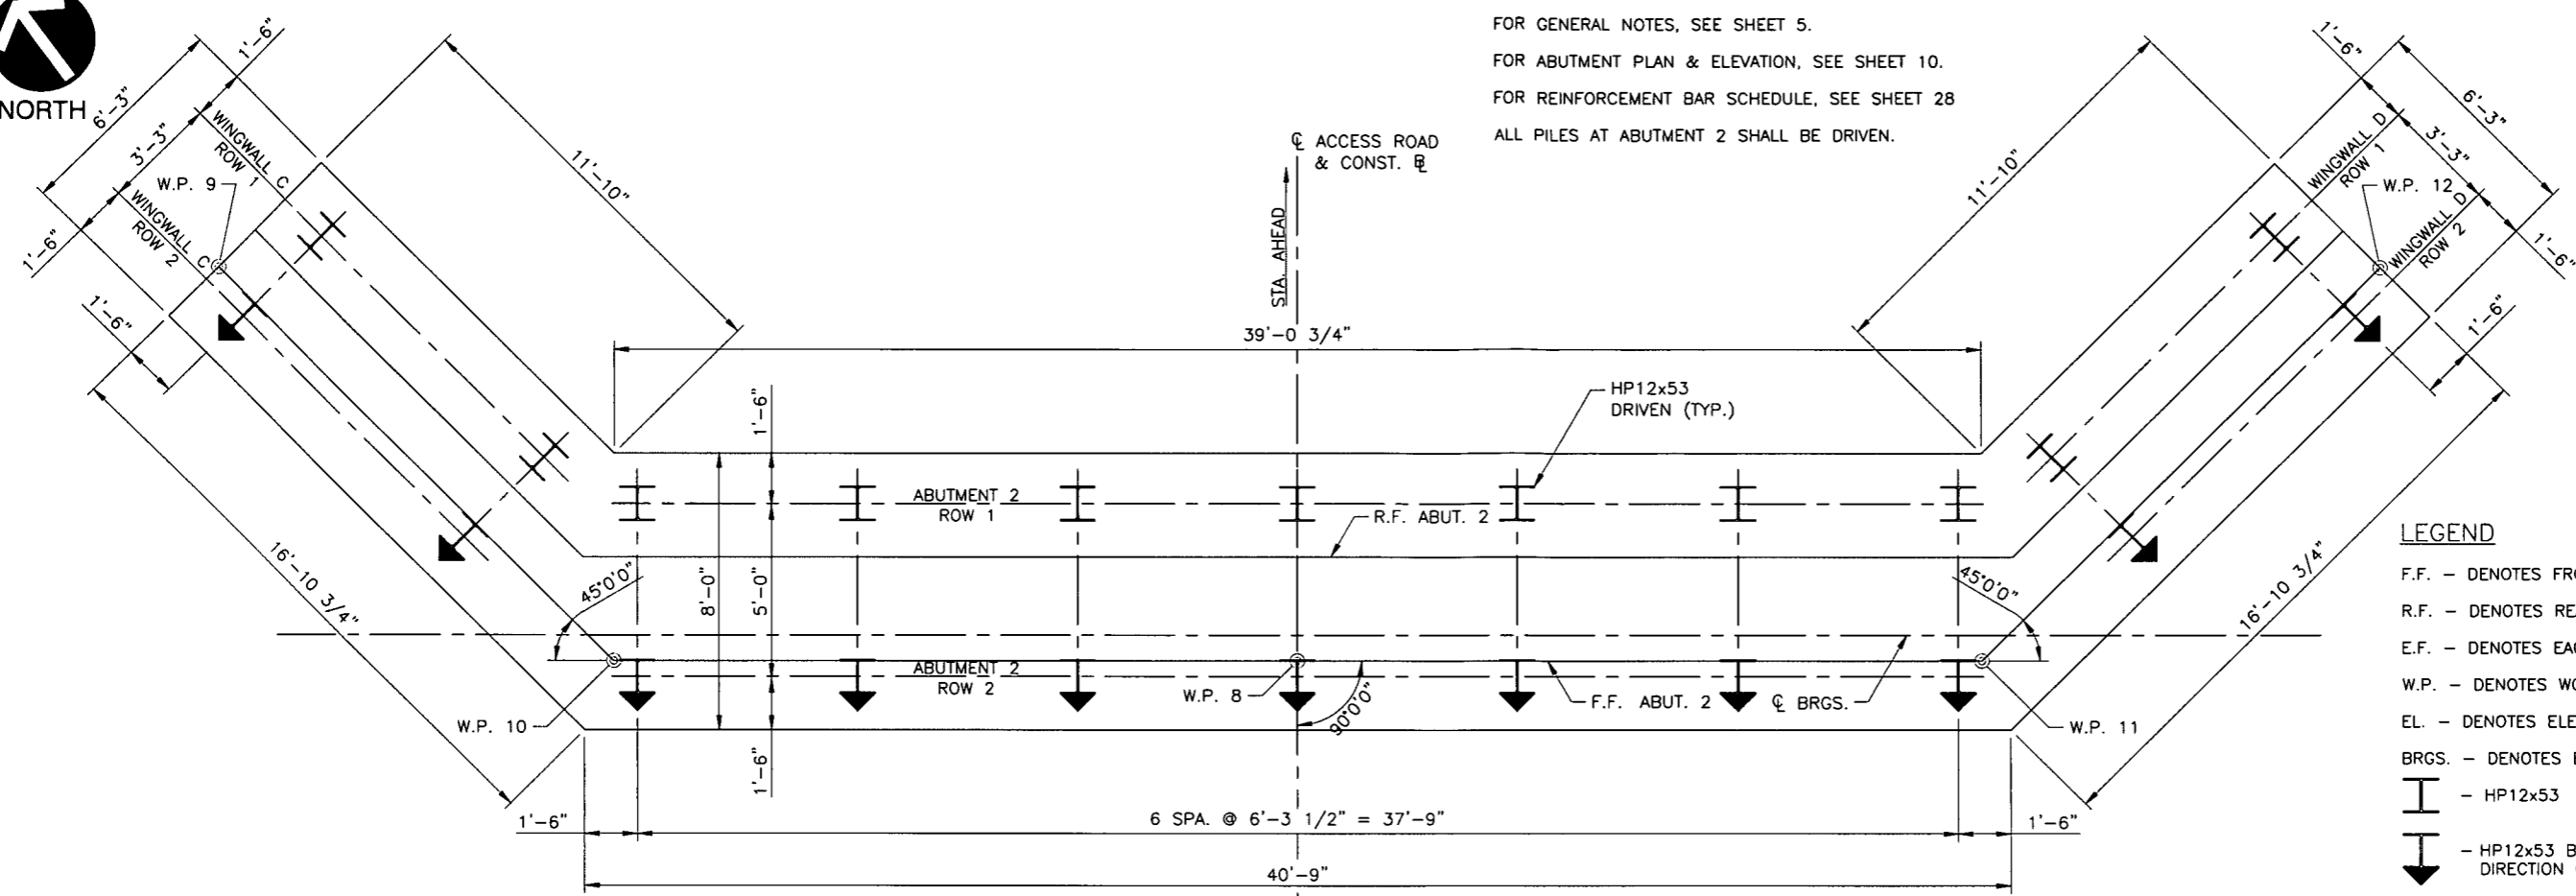 NORTH
FOR GENERAL NOTES, SEE SHEET 5.
FOR ABUTMENT PLAN & ELEVATION, SEE SHEET 10.
FOR REINFORCEMENT BAR SCHEDULE, SEE SHEET 28
ALL PILES AT ABUTMENT 2 SHALL BE DRIVEN.
1'-6"
6'-3"
3'-3"
1'-6"
1'-6"
WINGWALL C
ROW 1
WINGWALL C
ROW 2
W.P. 9
11'-10"
16'-10 3/4"
℄ ACCESS ROAD
& CONST. B
STA. AHEAD
39'-0 3/4"
HP12x53
DRIVEN (TYP.)
1'-6"
ABUTMENT 2
ROW 1
R.F. ABUT. 2
8'-0"
5'-0"
45°0'0"
ABUTMENT 2
ROW 2
W.P. 8
90°0'0"
F.F. ABUT. 2
℄ BRGS.
W.P. 10
W.P. 11
45°0'0"
1'-6"
1'-6"
6 SPA. @ 6'-3 1/2" = 37'-9"
1'-6"
40'-9"
11'-10"
1'-6"
6'-3"
3'-3"
1'-6"
1'-6"
WINGWALL D
ROW 1
WINGWALL D
ROW 2
W.P. 12
16'-10 3/4"
LEGEND
F.F. – DENOTES
R.F. – DENOTES
E.F. – DENOTES
W.P. – DENOTES
EL. – DENOTES
BRGS. – DENOTES
– HP12x53
– HP12x53
DIRECTION